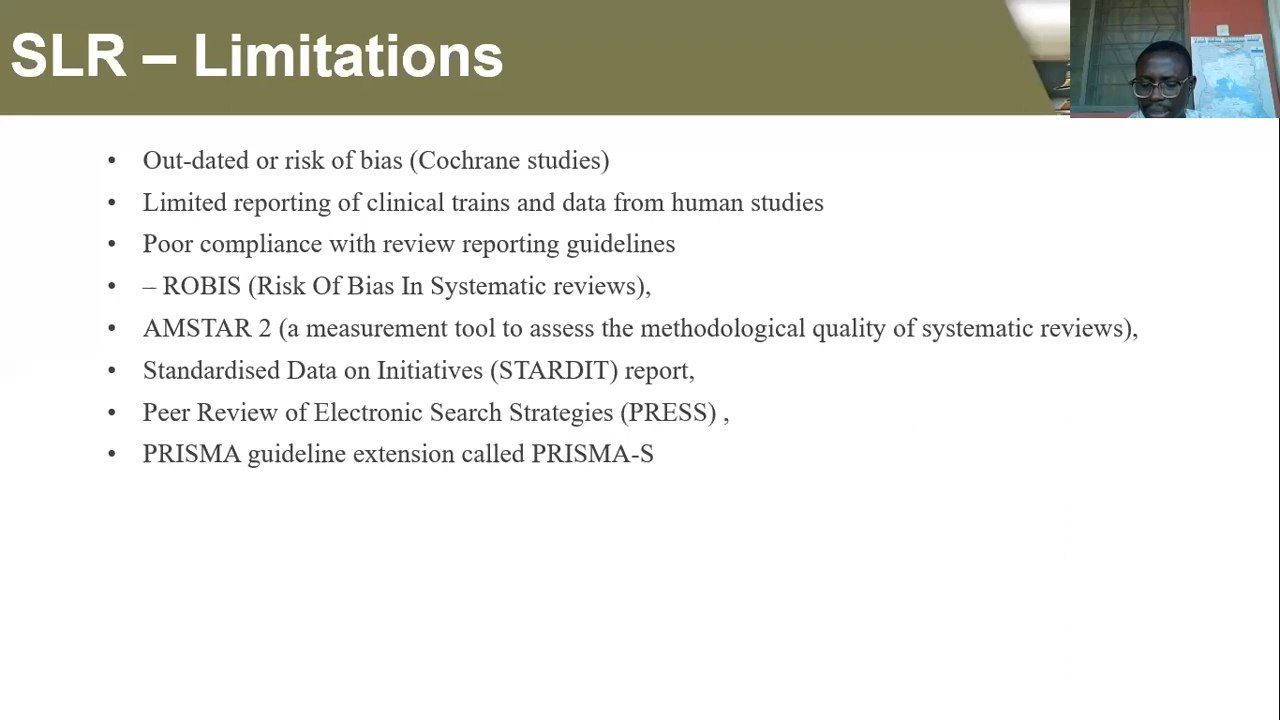 SLR – Limitations
• Out-dated or risk of bias (Cochrane studies)
• Limited reporting of clinical trains and data from human studies
• Poor compliance with review reporting guidelines
• – ROBIS (Risk Of Bias In Systematic reviews),
• AMSTAR 2 (a measurement tool to assess the methodological quality of systematic reviews),
• Standardised Data on Initiatives (STARDIT) report,
• Peer Review of Electronic Search Strategies (PRESS) ,
• PRISMA guideline extension called PRISMA-S